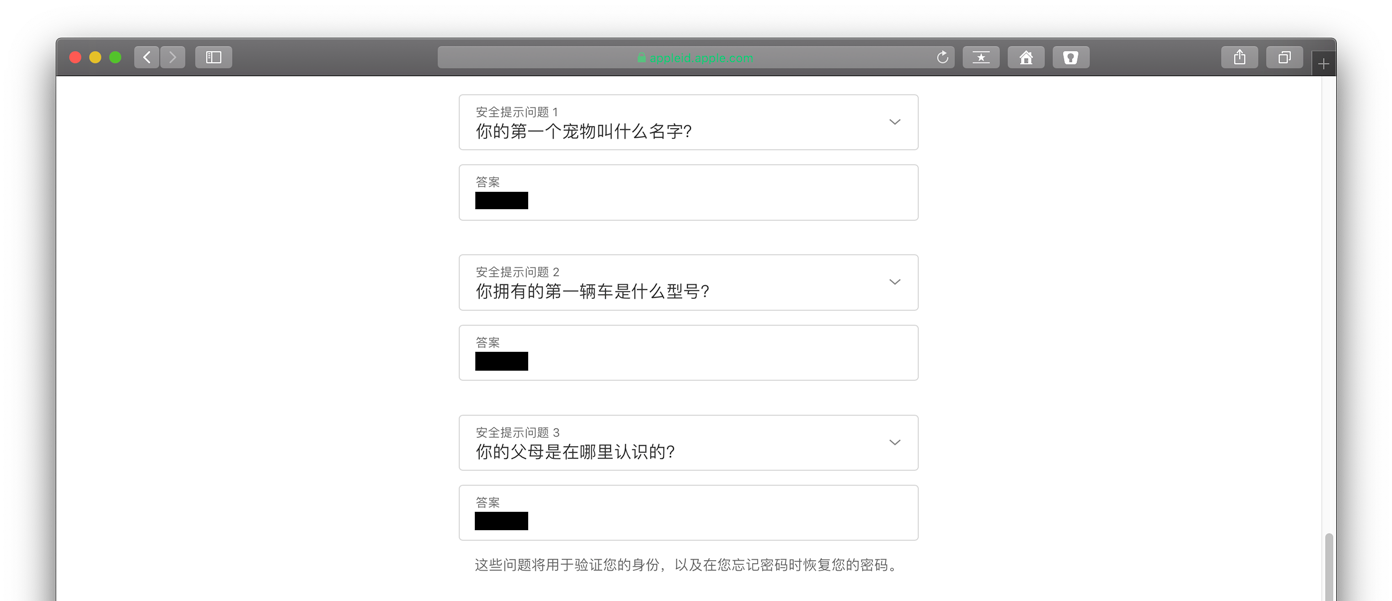 appleid.apple.com
安全提示问题 1
你的第一个宠物叫什么名字?
答案
安全提示问题 2
你拥有的第一辆车是什么型号?
答案
安全提示问题 3
你的父母是在哪里认识的?
答案
这些问题将用于验证您的身份，以及在您忘记密码时恢复您的密码。